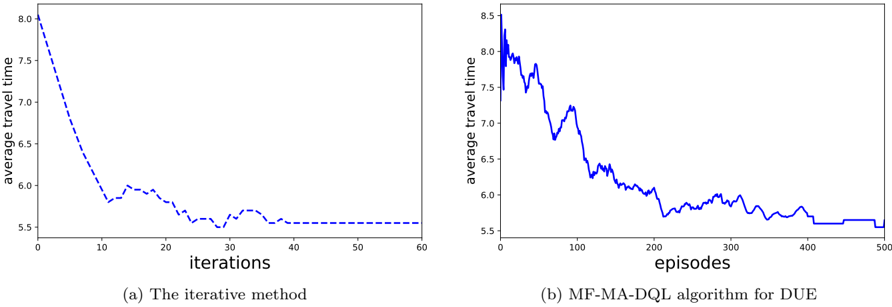 average travel time
8.0
7.5
7.0
6.5
6.0
5.5
0 10 20 30 40 50 60
iterations
(a) The iterative method
average travel time
8.5
8.0
7.5
7.0
6.5
6.0
5.5
0 100 200 300 400 500
episodes
(b) MF-MA-DQL algorithm for DUE